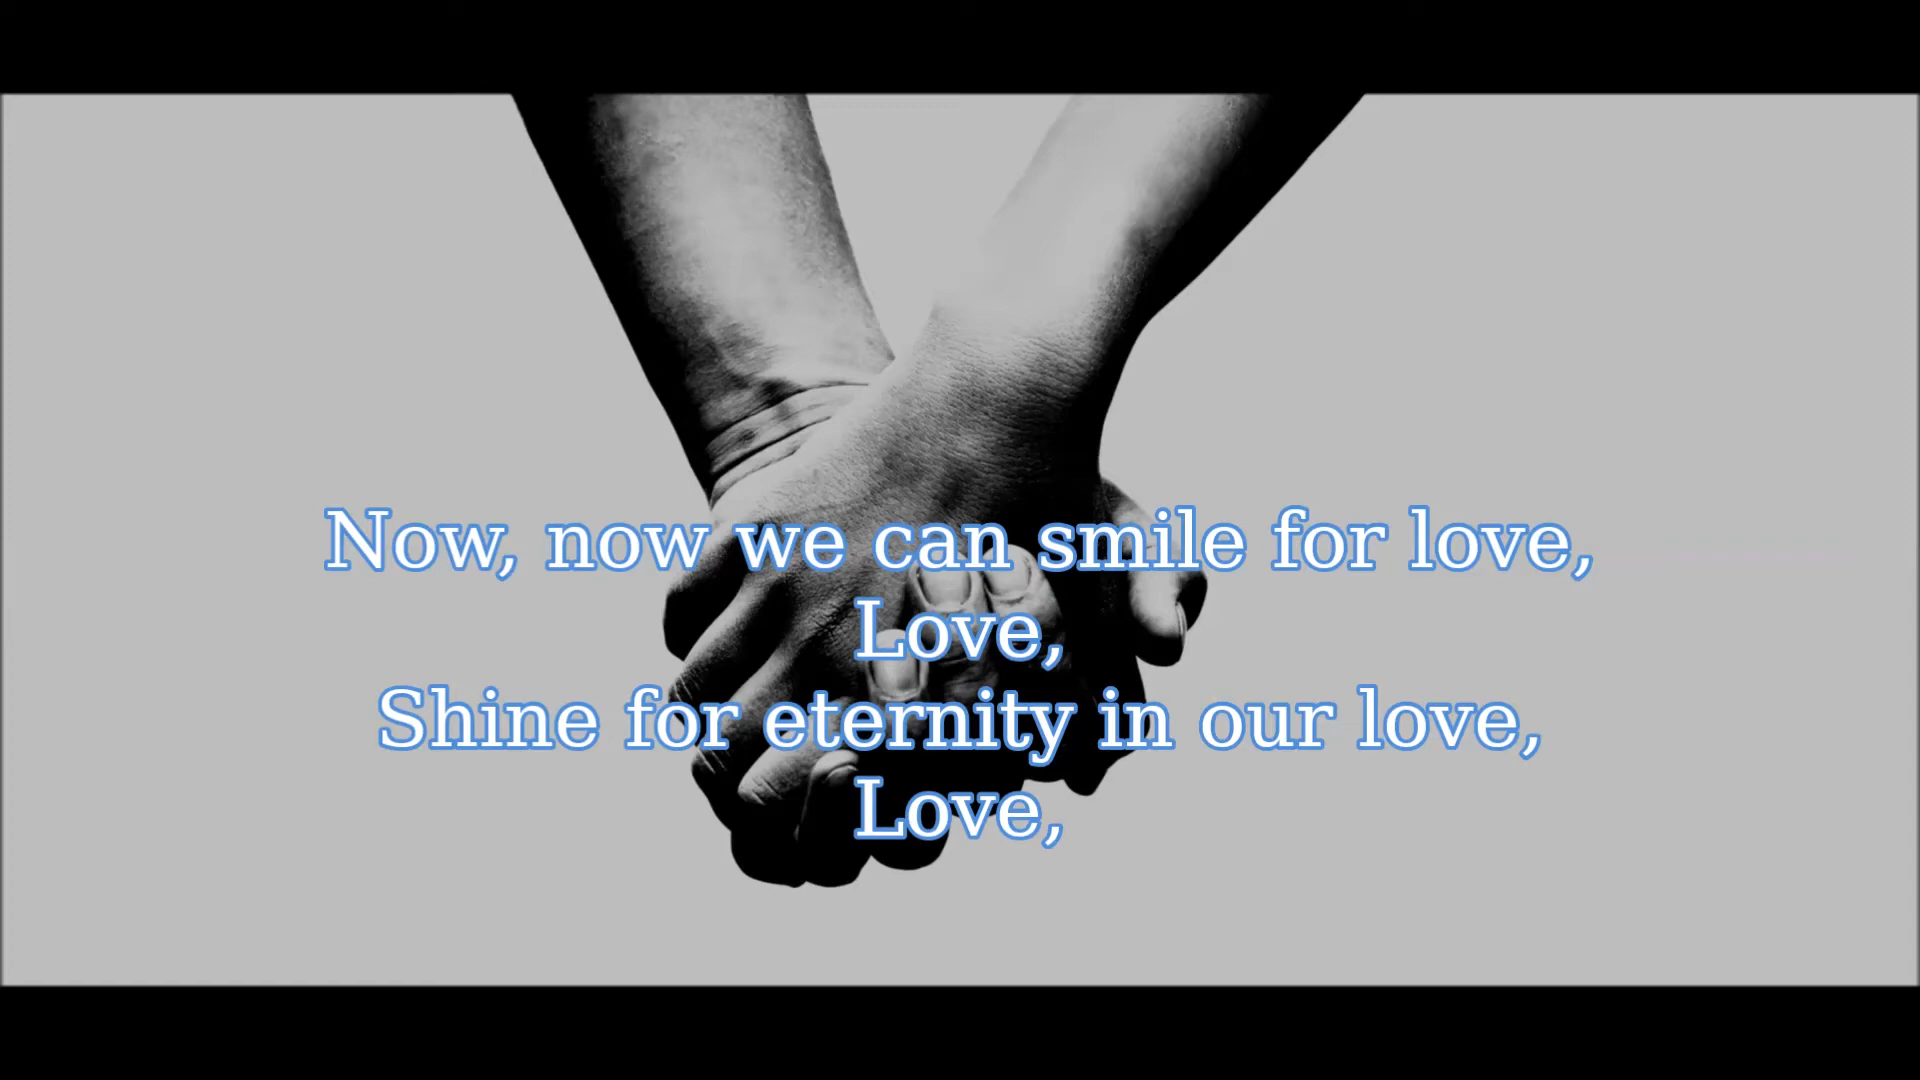 Now, now we can smile for love,
Love,
Shine for eternity in our love,
Love,